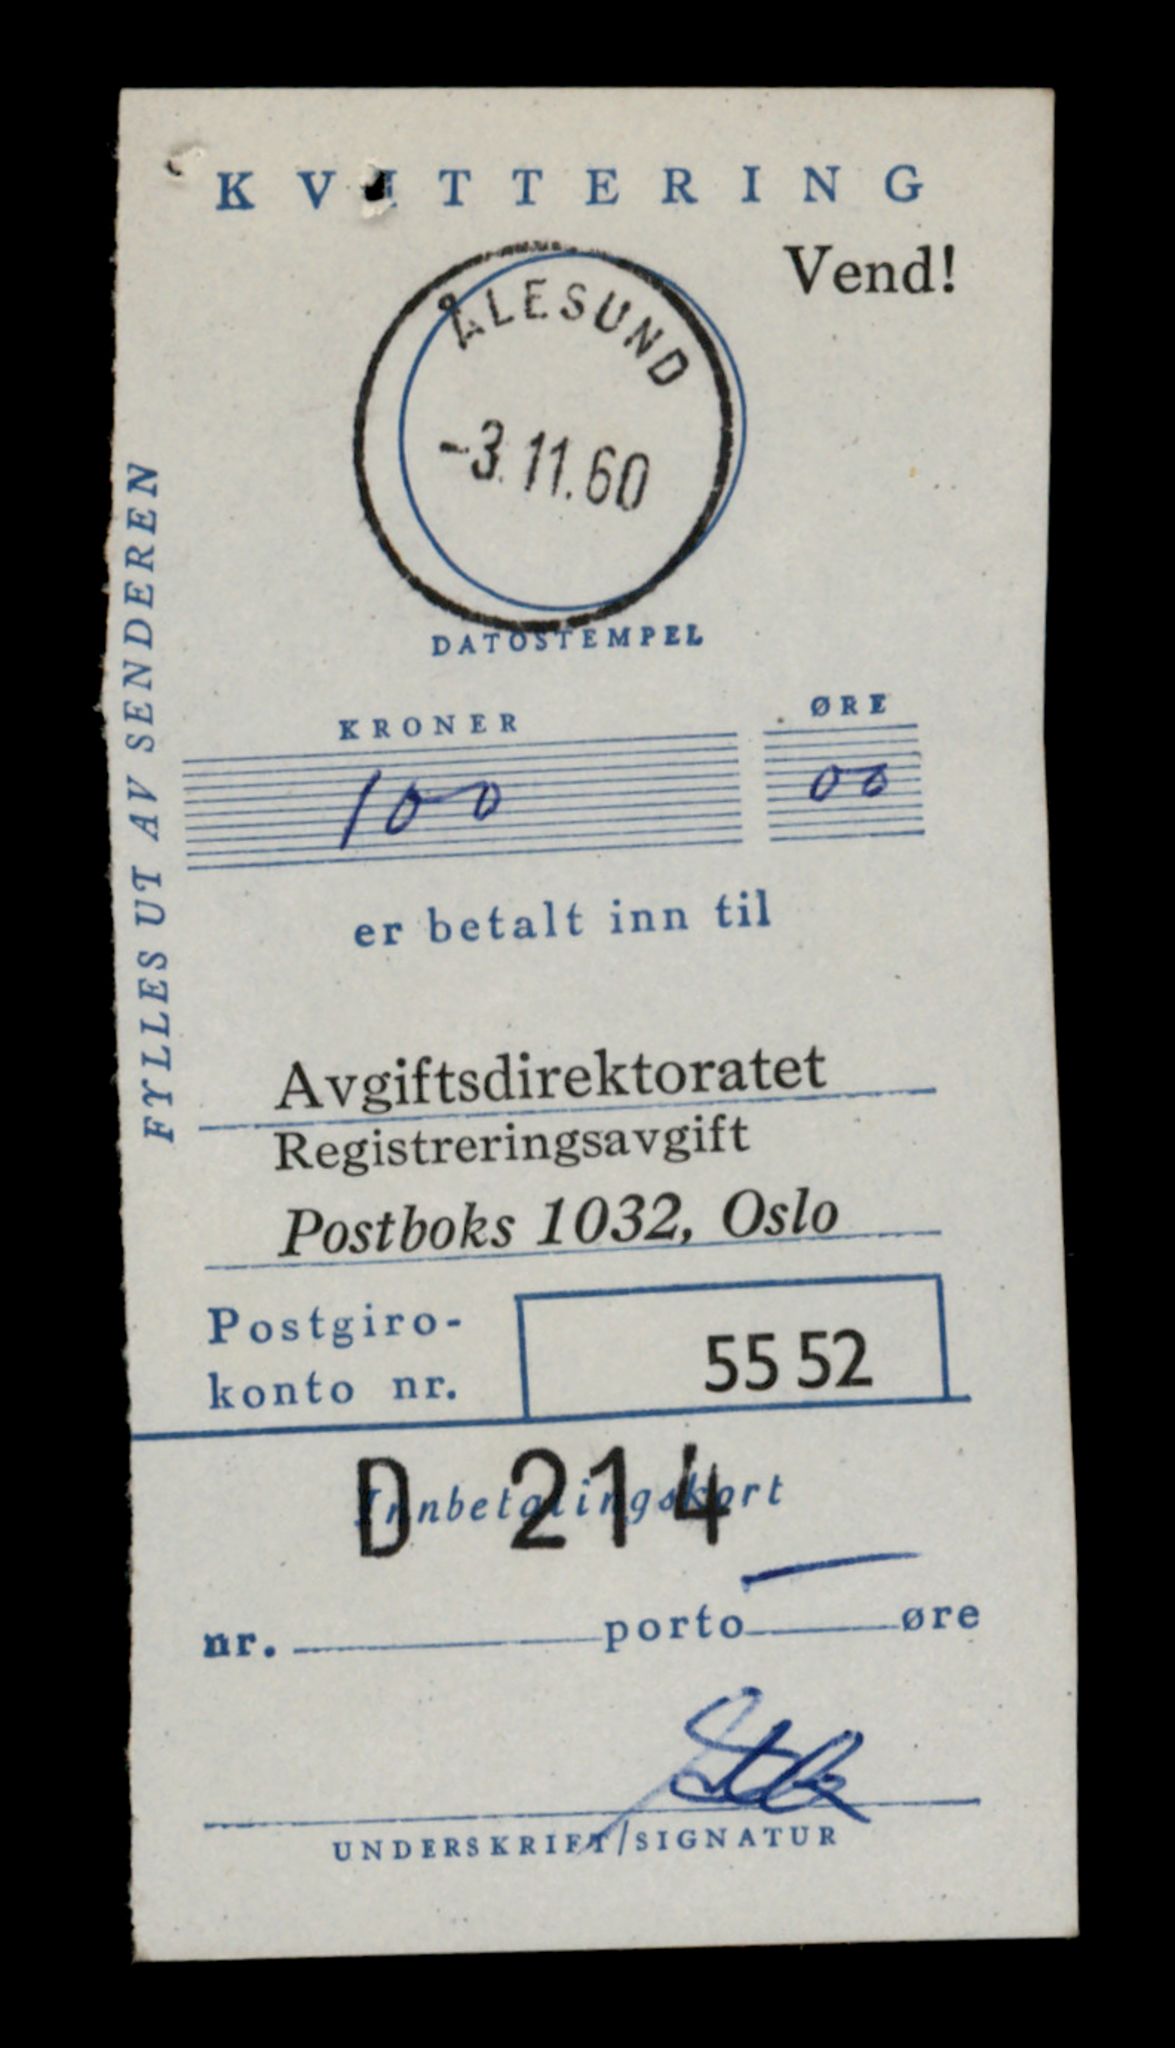 KVITTERING
Vend!
ÅLESUND
-3.11.60
DATOSTEMPEL
FYLLES UT AV SENDEREN
KRONER ØRE
100 00
er betalt inn til
Avgiftsdirektoratet
Registreringsavgift
Postboks 1032, Oslo
Postgiro-
konto nr.
55 52
D 214
Innbetalingskort
nr. porto øre
UNDERSKRIFT/SIGNATUR